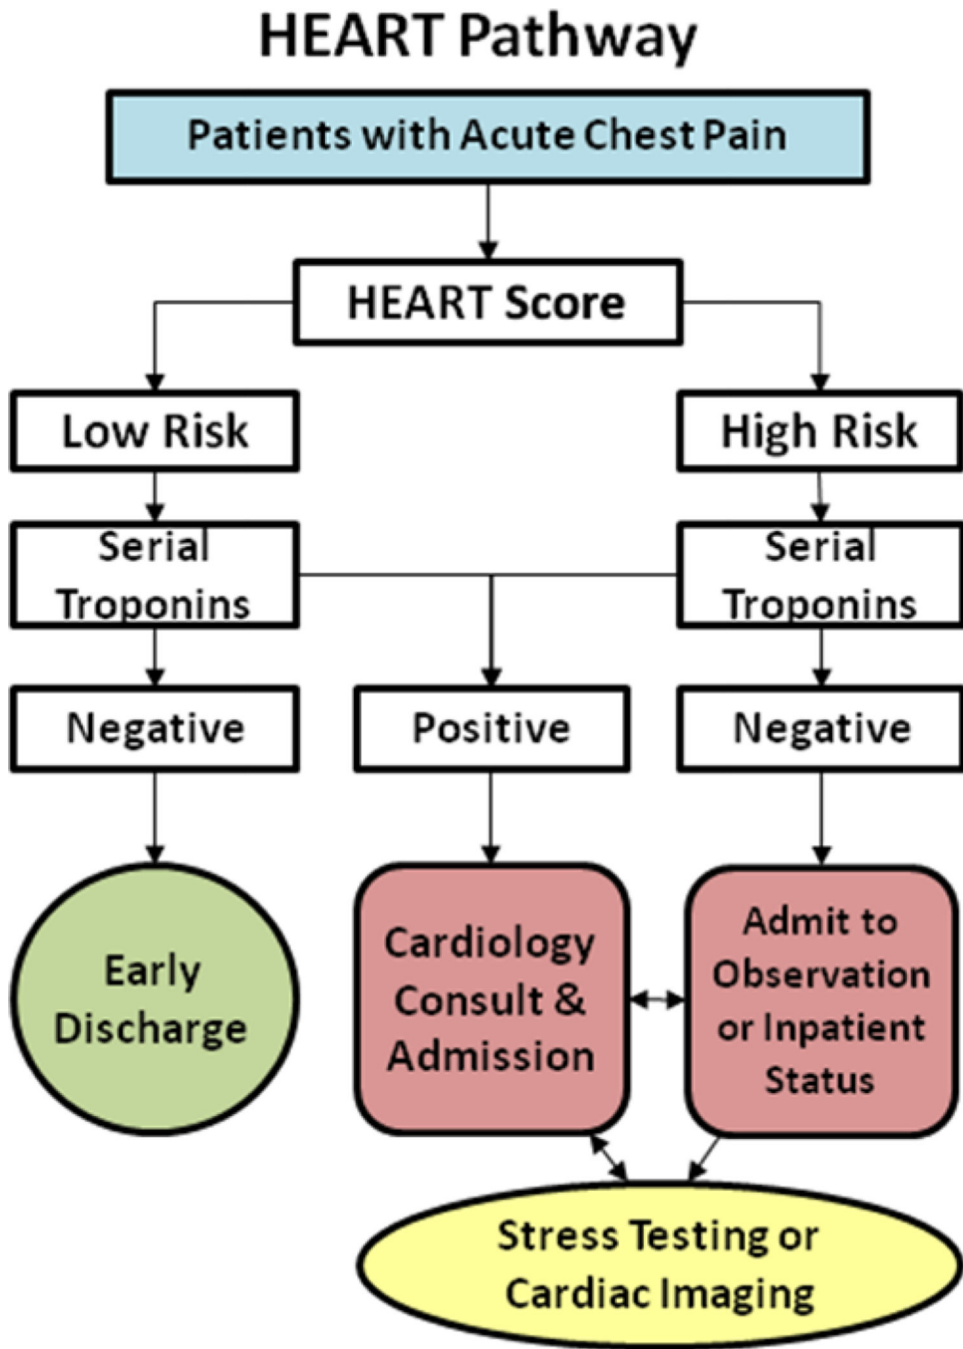 HEART Pathway
Patients with Acute Chest Pain
HEART Score
Low Risk
High Risk
Serial
Troponins
Serial
Troponins
Negative
Positive
Negative
Early
Discharge
Cardiology
Consult &
Admission
Admit to
Observation
or Inpatient
Status
Stress Testing or
Cardiac Imaging